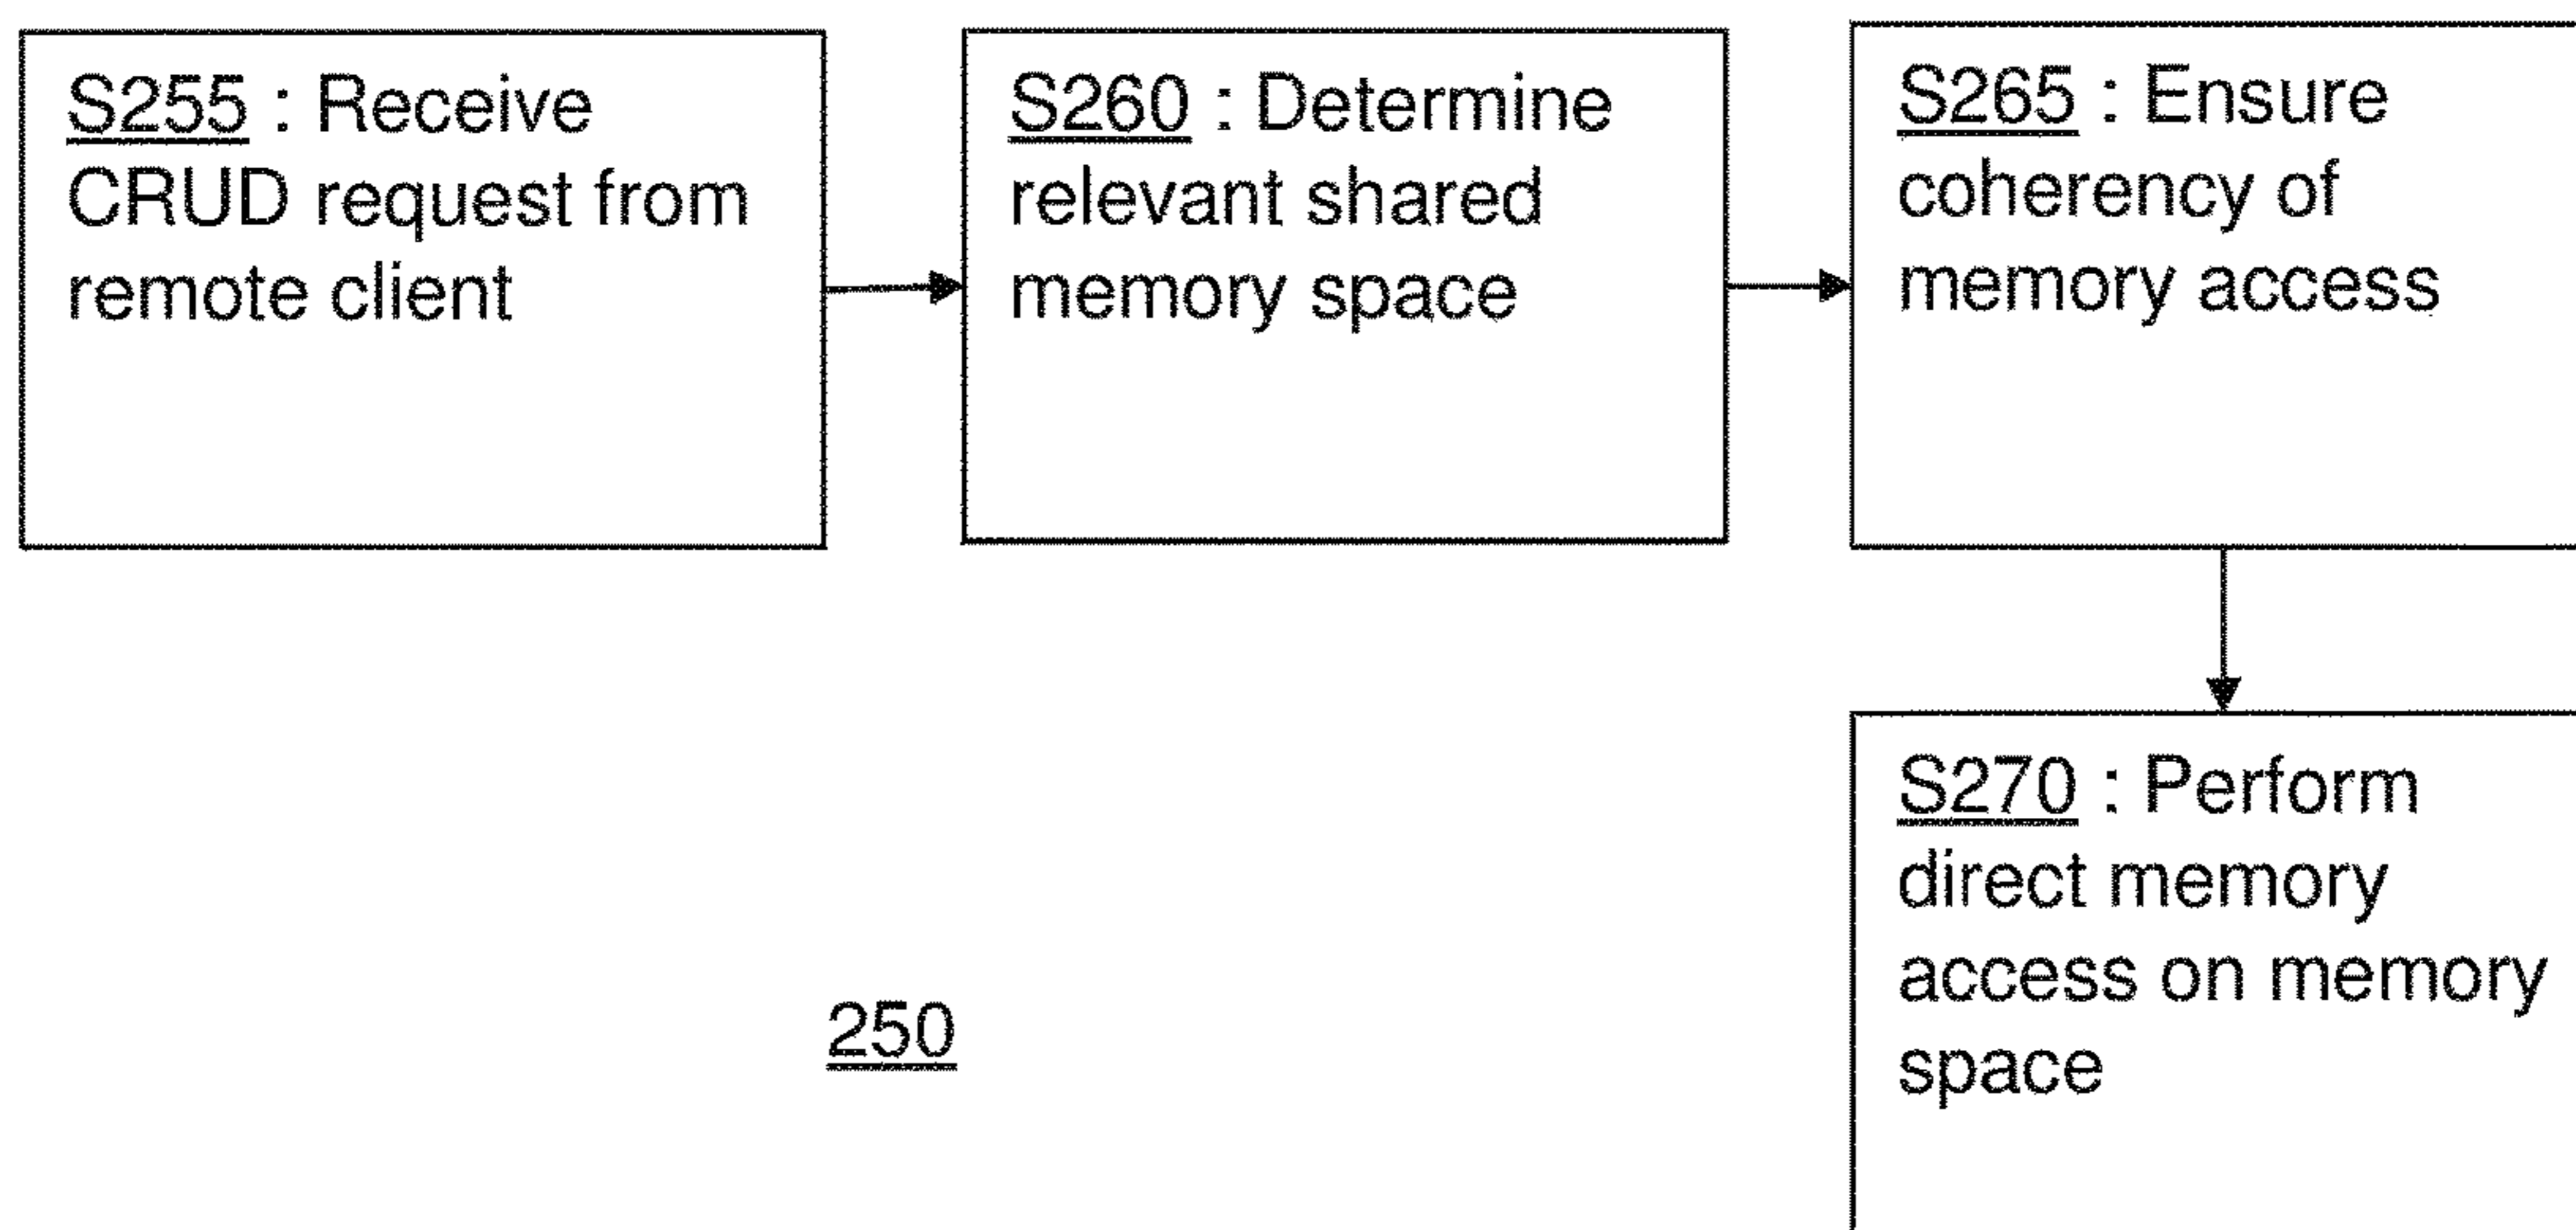 S255 : Receive
CRUD request from
remote client
S260 : Determine
relevant shared
memory space
S265 : Ensure
coherency of
memory access
S270 : Perform
direct memory
access on memory
space
250